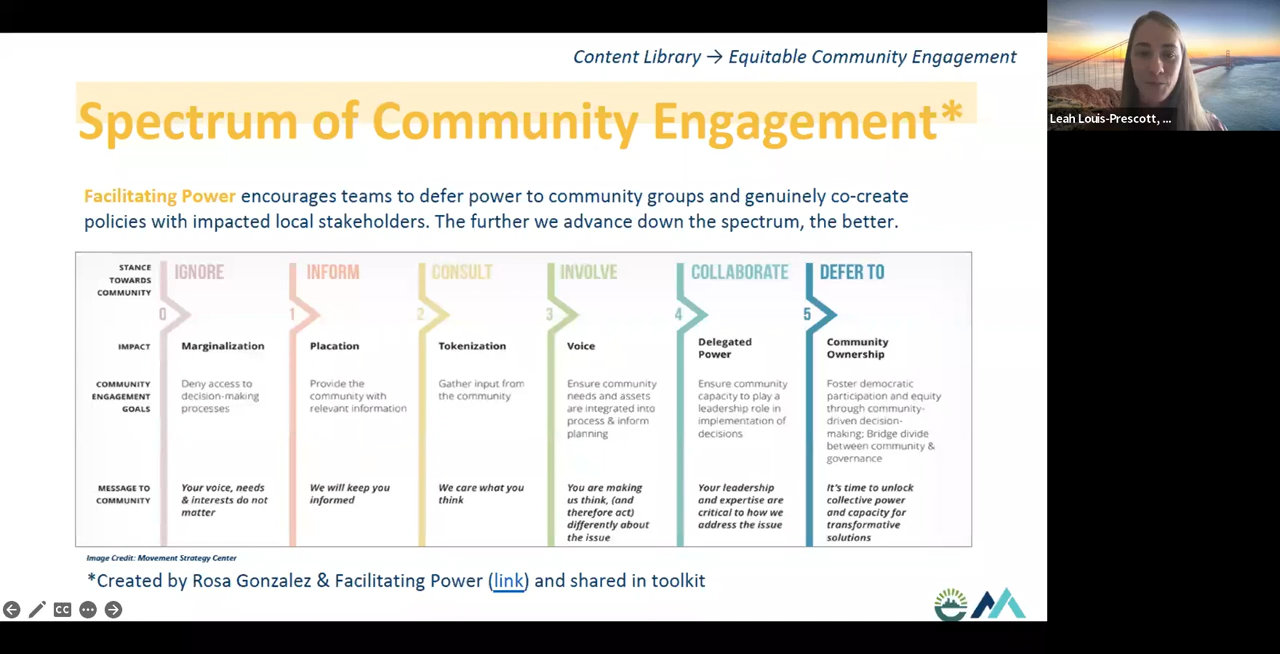 Content Library → Equitable Community Engagement
Spectrum of Community Engagement*
Facilitating Power encourages teams to defer power to community groups and genuinely co-create
policies with impacted local stakeholders. The further we advance down the spectrum, the better.
STANCE
TOWARDS
COMMUNITY
IGNORE
INFORM
CONSULT
INVOLVE
COLLABORATE
DEFER TO
0
1
2
3
4
5
IMPACT
Marginalization
Placation
Tokenization
Voice
Delegated
Power
Community
Ownership
COMMUNITY
ENGAGEMENT
GOALS
Deny access to
decision-making
processes
Provide the
community with
relevant information
Gather input from
the community
Ensure community
needs and assets
are integrated into
process & inform
planning
Ensure community
capacity to play a
leadership role in
implementation of
decisions
Foster democratic
participation and equity
through community-
driven decision-
making; Bridge divide
between community &
governance
MESSAGE TO
COMMUNITY
Your voice, needs
& interests do not
matter
We will keep you
informed
We care what you
think
You are making
us think, (and
therefore act)
differently about
the issue
Your leadership
and expertise are
critical to how we
address the issue
It's time to unlock
collective power
and capacity for
transformative
solutions
Image Credit: Movement Strategy Center
*Created by Rosa Gonzalez & Facilitating Power (link) and shared in toolkit
CC
Leah Louis-Prescott, ...